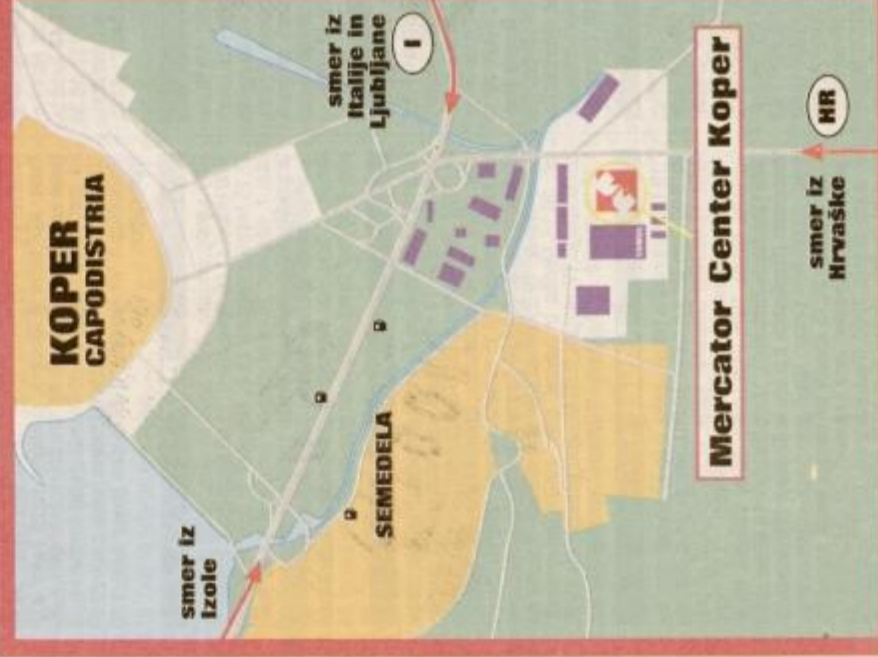 KOPER
CAPODISTRIA
smer iz
Italije in
Ljubljane
I
smer iz
Izole
SEMEDELA
Mercator Center Koper
smer iz
Hrvaške
HR